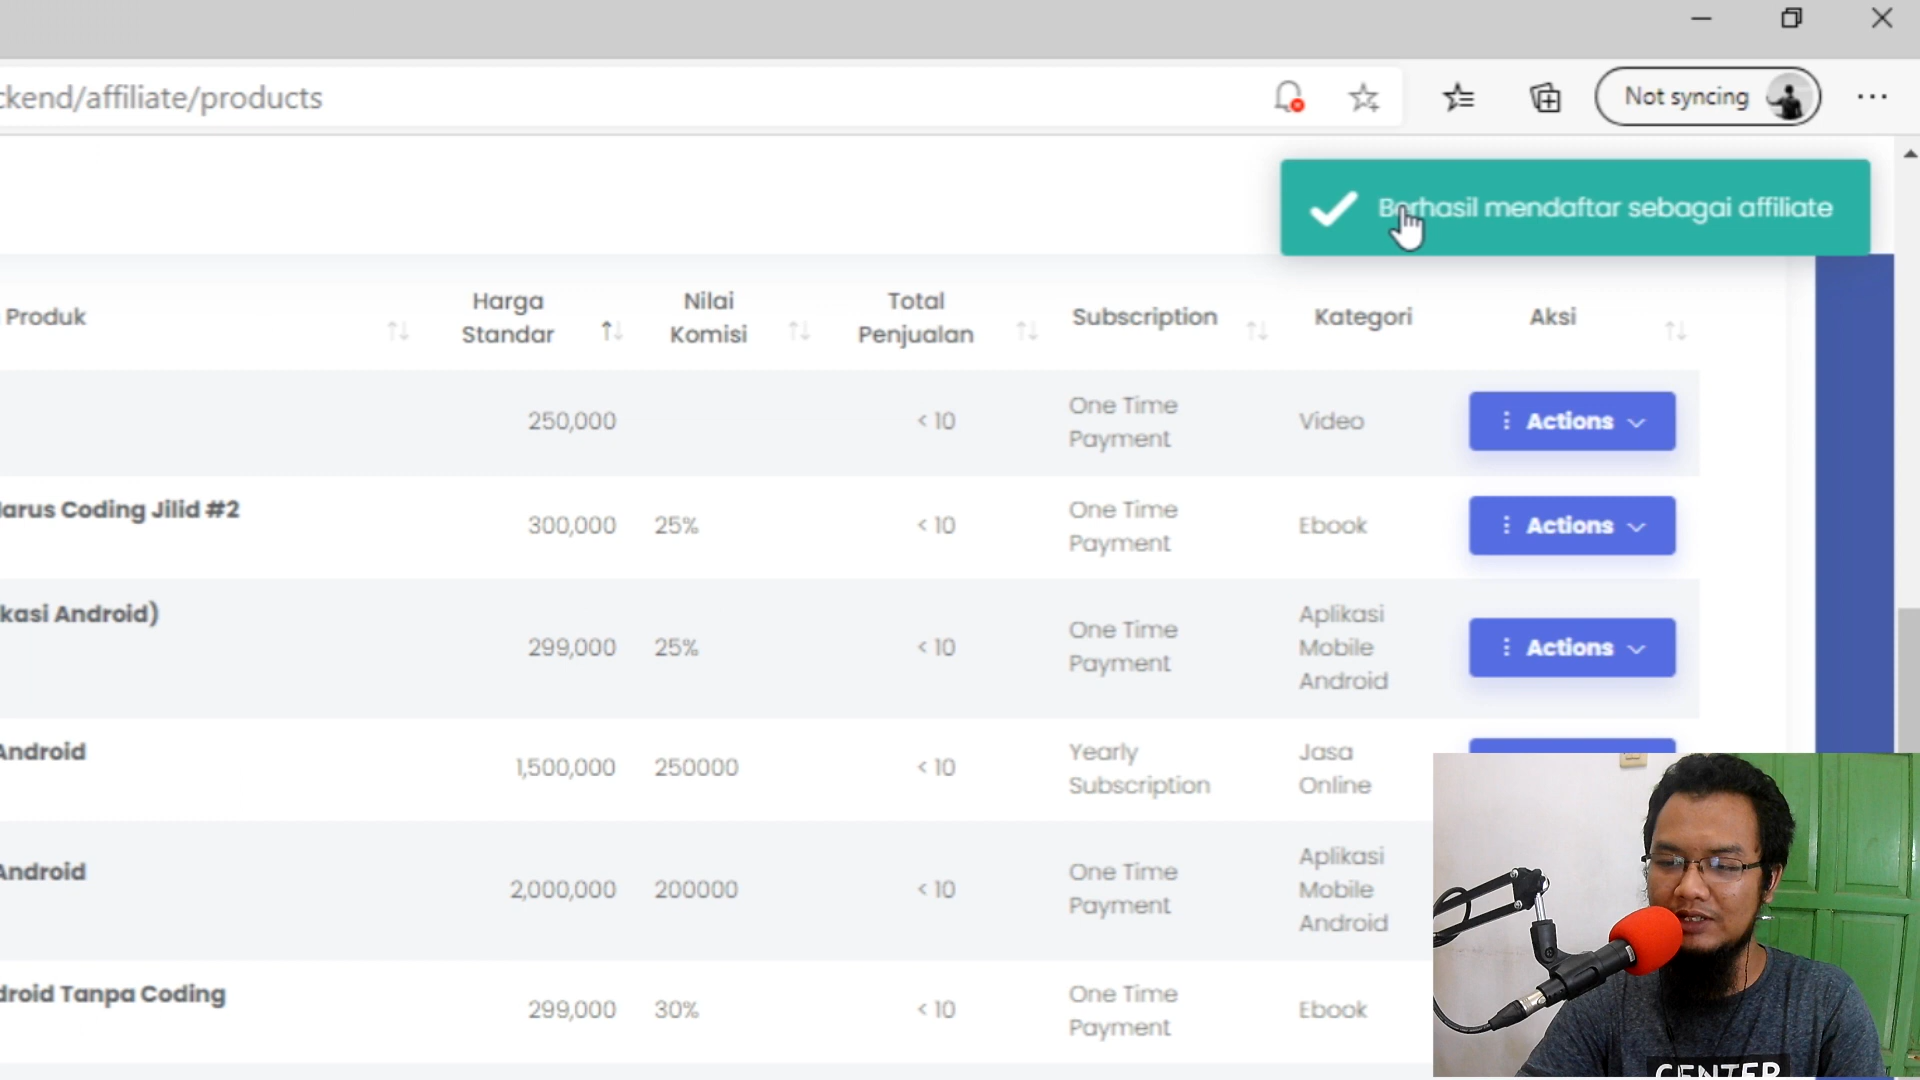 ckend/affiliate/products
Not syncing
Berhasil mendaftar sebagai affiliate
Produk
Harga
Standar
Nilai
Komisi
Total
Penjualan
Subscription
Kategori
Aksi
250,000
< 10
One Time
Payment
Video
Actions
Harus Coding Jilid #2
300,000
25%
< 10
One Time
Payment
Ebook
Actions
kasi Android)
299,000
25%
< 10
One Time
Payment
Aplikasi
Mobile
Android
Actions
Android
1,500,000
250000
< 10
Yearly
Subscription
Jasa
Online
Android
2,000,000
200000
< 10
One Time
Payment
Aplikasi
Mobile
Android
droid Tanpa Coding
299,000
30%
< 10
One Time
Payment
Ebook
CENTER